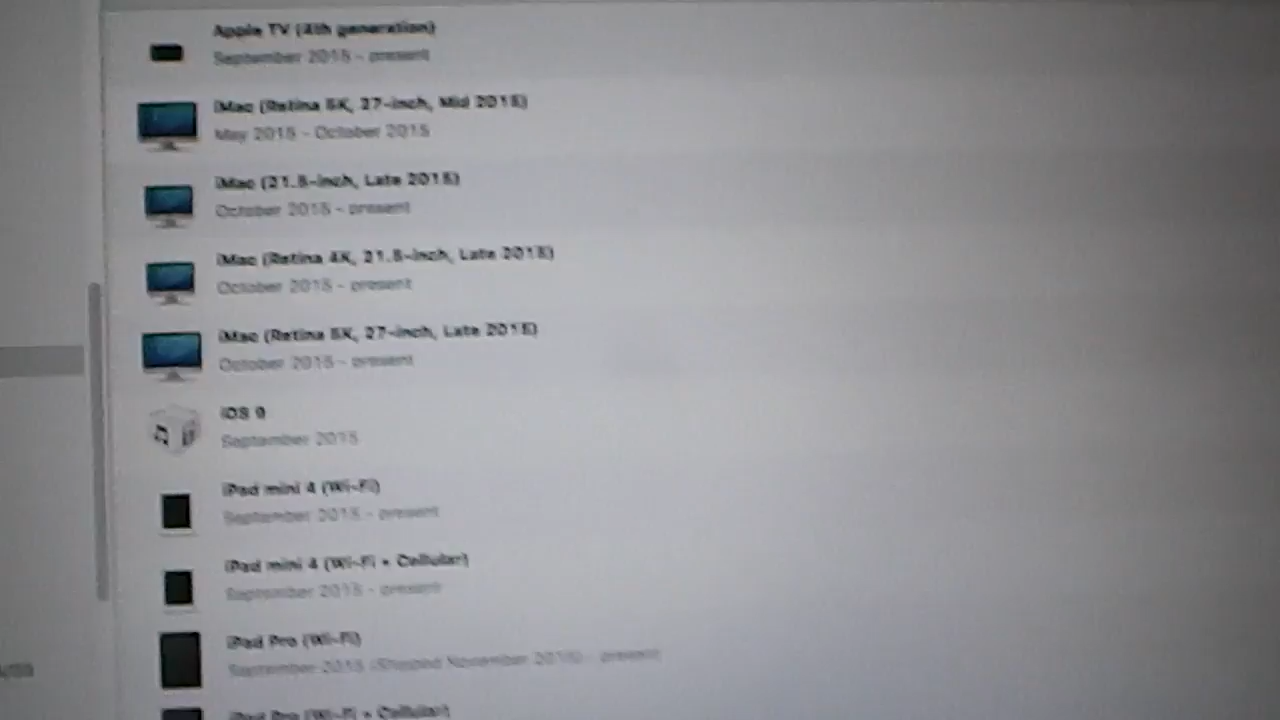 Apple TV (4th generation)
September 2015 - present
iMac (Retina 5K, 27-inch, Mid 2015)
May 2015 - October 2015
iMac (21.5-inch, Late 2015)
October 2015 - present
iMac (Retina 4K, 21.5-inch, Late 2015)
October 2015 - present
iMac (Retina 5K, 27-inch, Late 2015)
October 2015 - present
iOS 9
September 2015
iPad mini 4 (Wi-Fi)
September 2015 - present
iPad mini 4 (Wi-Fi + Cellular)
September 2015 - present
iPad Pro (Wi-Fi)
September 2015 (Shipped November 2015) - present
iPad Pro (Wi-Fi + Cellular)